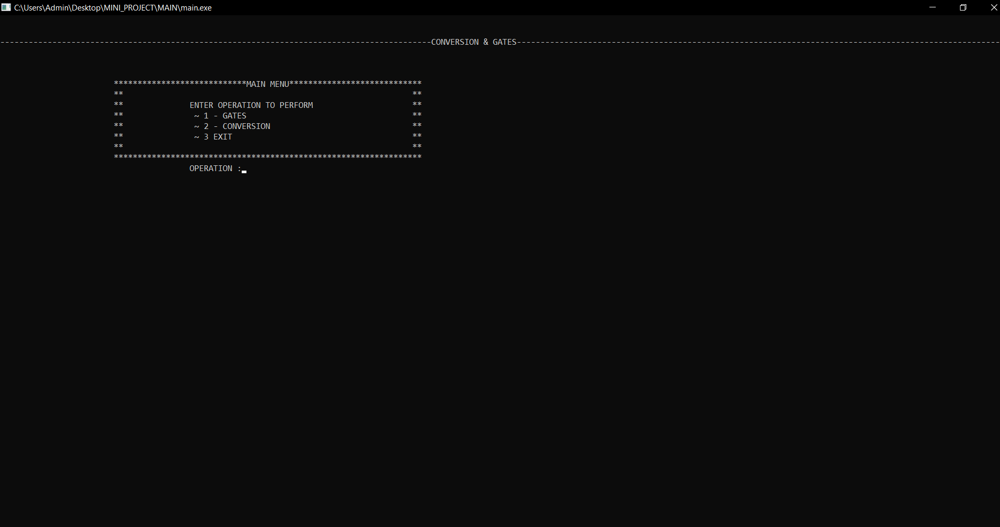 C:\Users\Admin\Desktop\MINI_PROJECT\MAIN\main.exe
-------------------------------------------------------------------------------------------CONVERSION & GATES------------------------------------------------------------------------------------------------------
****************************MAIN MENU****************************
** **
** ENTER OPERATION TO PERFORM **
** ~ 1 - GATES **
** ~ 2 - CONVERSION **
** ~ 3 EXIT **
** **
*****************************************************************
OPERATION :